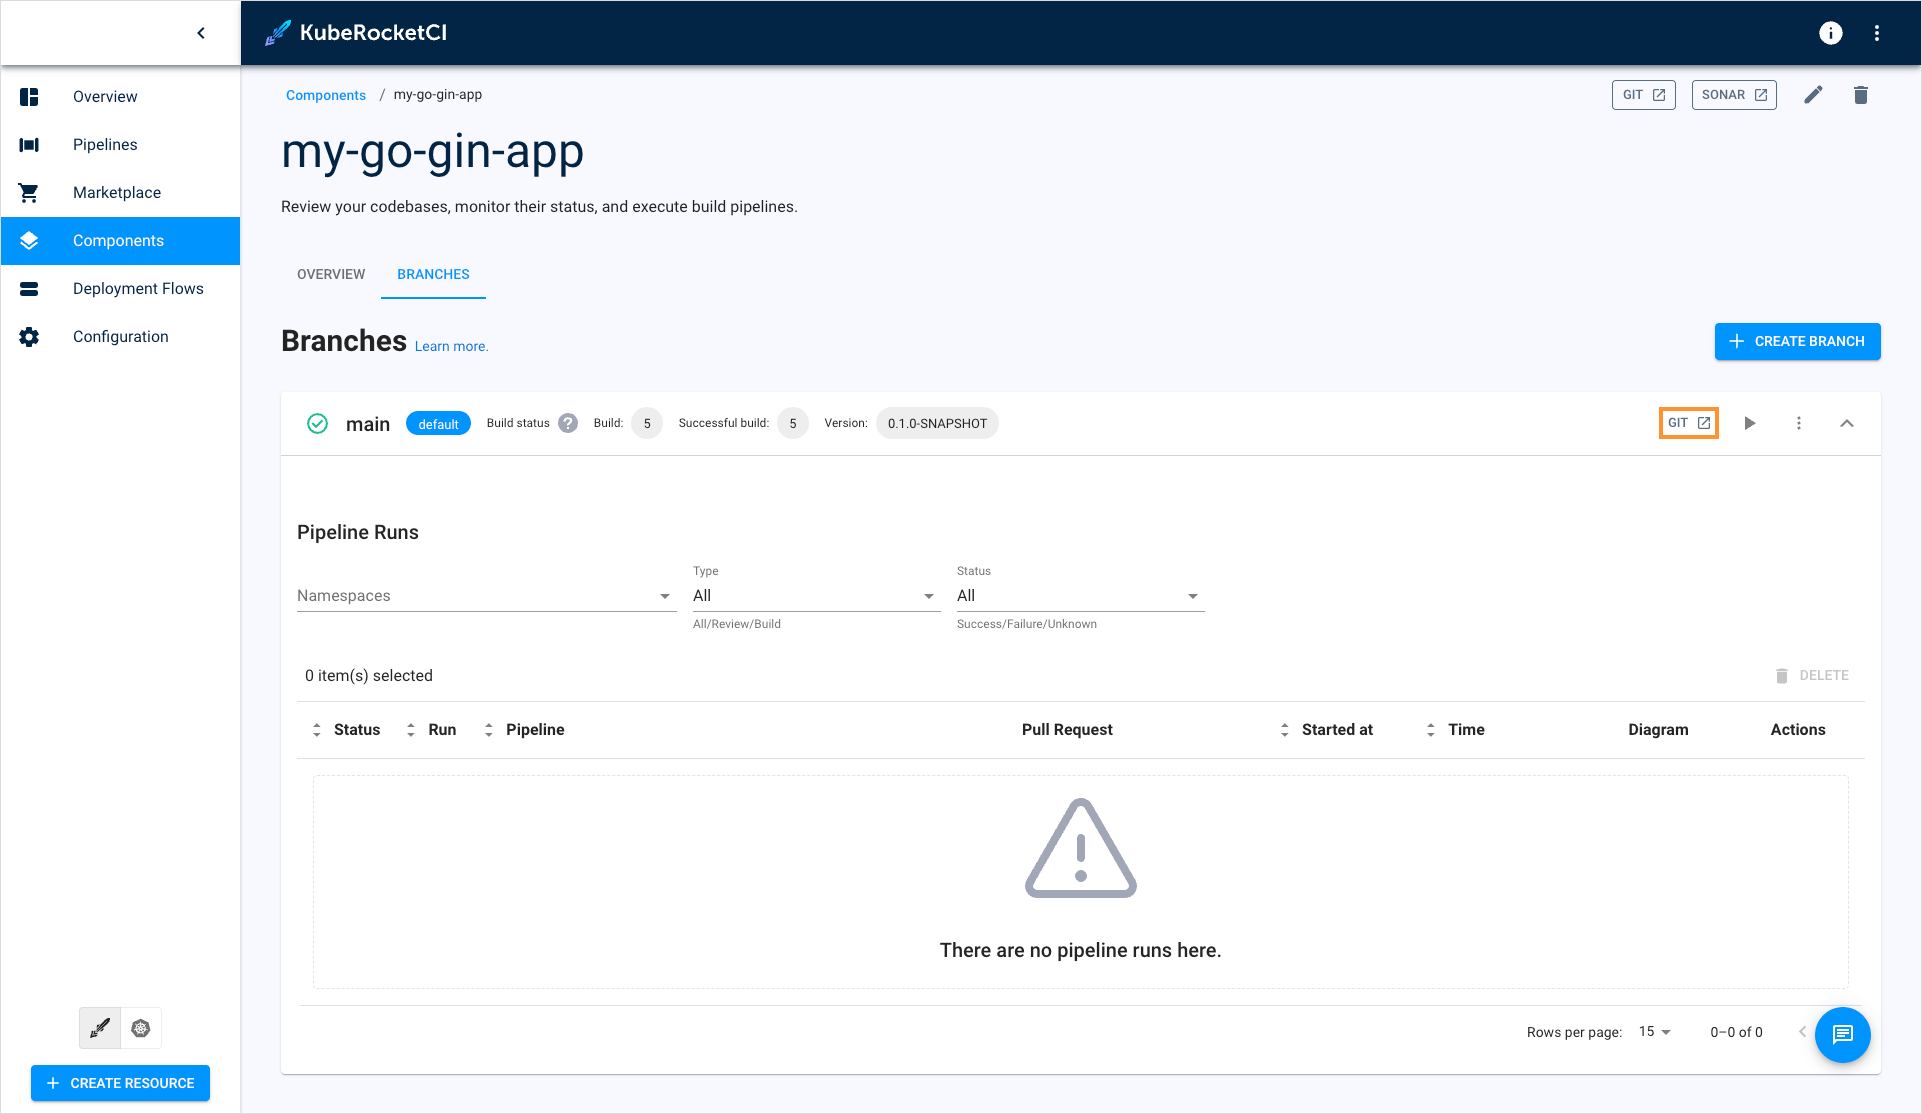 KubeRocketCI
Overview
Pipelines
Marketplace
Components
Deployment Flows
Configuration
CREATE RESOURCE
Components / my-go-gin-app
GIT
SONAR
my-go-gin-app
Review your codebases, monitor their status, and execute build pipelines.
OVERVIEW
BRANCHES
Branches Learn more.
CREATE BRANCH
main default Build status ? Build: 5 Successful build: 5 Version: 0.1.0-SNAPSHOT GIT
Pipeline Runs
Type
Status
Namespaces
All
All
All/Review/Build
Success/Failure/Unknown
0 item(s) selected
DELETE
Status Run Pipeline Pull Request Started at Time Diagram Actions
There are no pipeline runs here.
Rows per page: 15 0–0 of 0